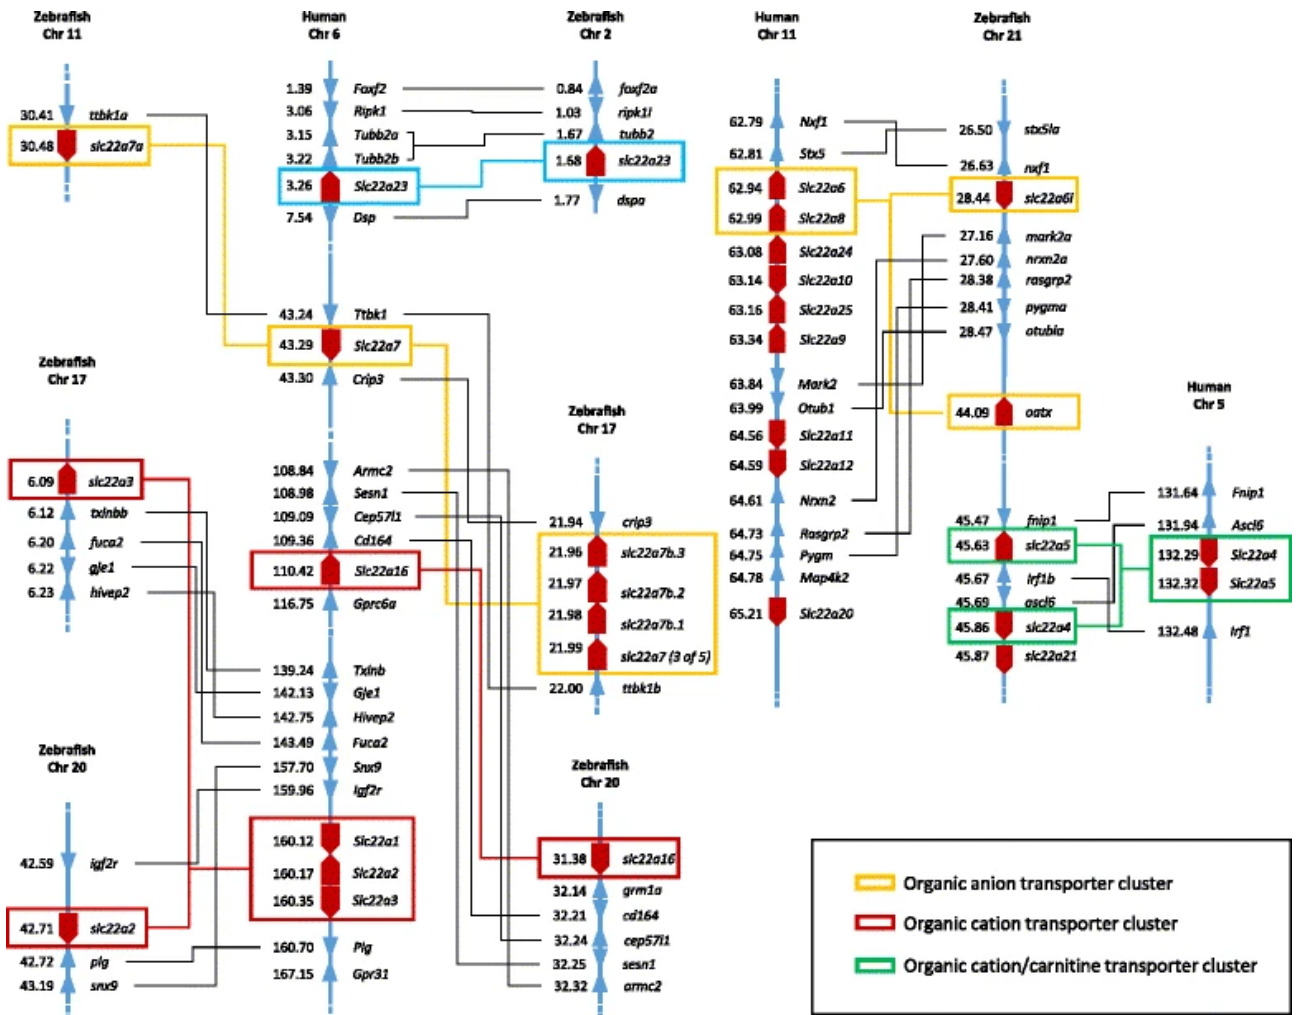 Zebrafish
Chr 11
30.41 ttbk1a
30.48 slc22a7a
Zebrafish
Chr 17
6.09 slc22a3
6.12 txlnbb
6.20 fuca2
6.22 gje1
6.23 hivep2
Zebrafish
Chr 20
42.59 igf2r
42.71 slc22a2
42.72 plg
43.19 snx9
Human
Chr 6
1.39 Foxf2
3.06 Ripk1
3.15 Tubb2a
3.22 Tubb2b
3.26 Slc22a23
7.54 Dsp
43.24 Ttbk1
43.29 Slc22a7
43.30 Crip3
108.84 Armc2
108.98 Sesn1
109.09 Cep57l1
109.36 Cd164
110.42 Slc22a16
116.75 Gprc6a
139.24 Txlnb
142.13 Gje1
142.75 Hivep2
143.49 Fuca2
157.70 Snx9
159.96 Igf2r
160.12 Slc22a1
160.17 Slc22a2
160.35 Slc22a3
160.70 Plg
167.15 Gpr31
Zebrafish
Chr 2
0.84 foxf2a
1.03 ripk1l
1.67 tubb2
1.68 slc22a23
1.77 dspa
Zebrafish
Chr 17
21.94 crip3
21.96 slc22a7b.3
21.97 slc22a7b.2
21.98 slc22a7b.1
21.99 slc22a7 (3 of 5)
22.00 ttbk1b
Zebrafish
Chr 20
31.38 slc22a16
32.14 grm1a
32.21 cd164
32.24 cep57l1
32.25 sesn1
32.32 armc2
Human
Chr 11
62.79 Nxf1
62.81 Stx5
62.94 Slc22a6
62.99 Slc22a8
63.08 Slc22a24
63.14 Slc22a10
63.16 Slc22a25
63.34 Slc22a9
63.84 Mark2
63.99 Otub1
64.56 Slc22a11
64.59 Slc22a12
64.61 Nrxn2
64.73 Rasgrp2
64.75 Pygm
64.78 Map4k2
65.21 Slc22a20
Zebrafish
Chr 21
26.50 stx5la
26.63 nxf1
28.44 slc22a6l
27.16 mark2a
27.60 nrxn2a
28.38 rasgrp2
28.41 pygma
28.47 otub1a
44.09 oatx
45.47 fnip1
45.63 slc22a5
45.67 irf1b
45.69 ascl6
45.86 slc22a4
45.87 slc22a21
Human
Chr 5
131.64 Fnip1
131.94 Ascl6
132.29 Slc22a4
132.32 Slc22a5
132.48 Irf1
Organic anion transporter cluster
Organic cation transporter cluster
Organic cation/carnitine transporter cluster